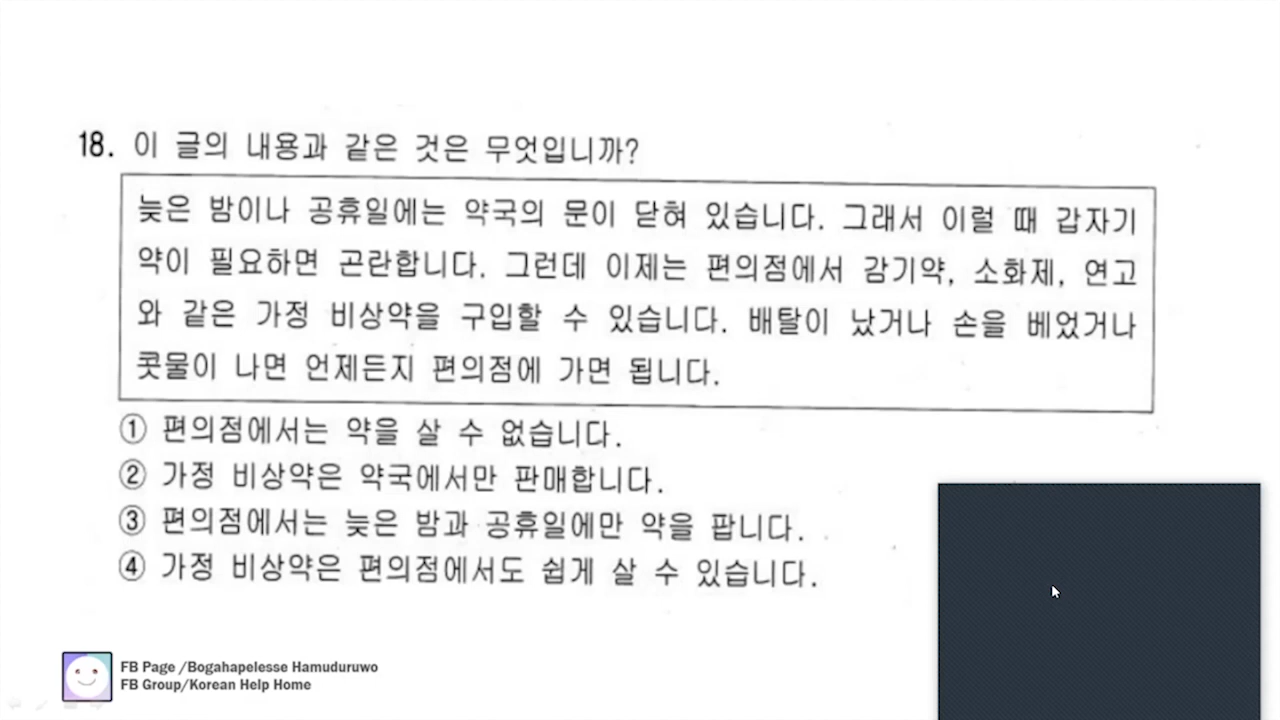 18. 이 글의 내용과 같은 것은 무엇입니까?
늦은 밤이나 공휴일에는 약국의 문이 닫혀 있습니다. 그래서 이럴 때 갑자기
약이 필요하면 곤란합니다. 그런데 이제는 편의점에서 감기약, 소화제, 연고
와 같은 가정 비상약을 구입할 수 있습니다. 배탈이 났거나 손을 베었거나
콧물이 나면 언제든지 편의점에 가면 됩니다.
① 편의점에서는 약을 살 수 없습니다.
② 가정 비상약은 약국에서만 판매합니다.
③ 편의점에서는 늦은 밤과 공휴일에만 약을 팝니다.
④ 가정 비상약은 편의점에서도 쉽게 살 수 있습니다.
FB Page /Bogahapelesse Hamuduruwo
FB Group/Korean Help Home